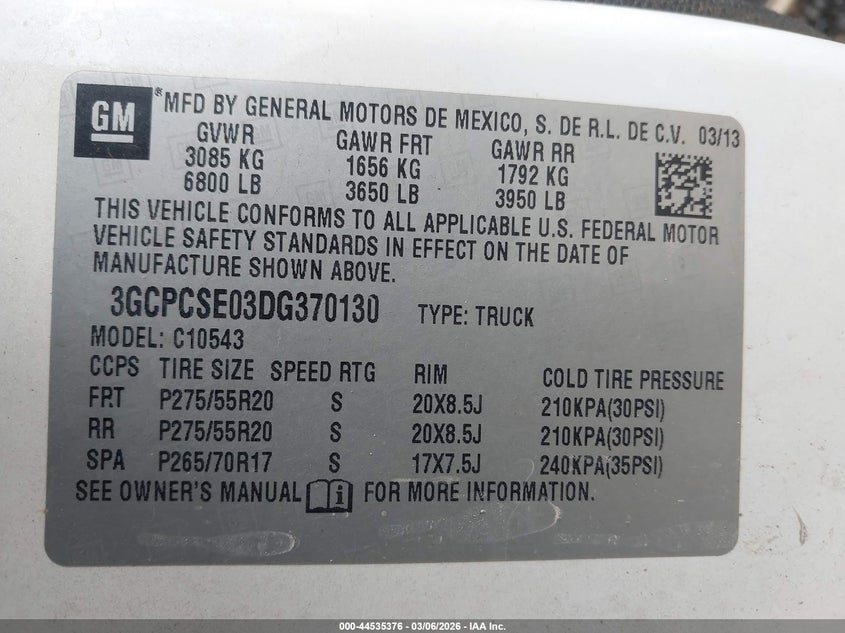 GM
® MFD BY GENERAL MOTORS DE MEXICO, S. DE R.L. DE C.V. 03/13
GVWR GAWR FRT GAWR RR
3085 KG 1656 KG 1792 KG
6800 LB 3650 LB 3950 LB
THIS VEHICLE CONFORMS TO ALL APPLICABLE U.S. FEDERAL MOTOR
VEHICLE SAFETY STANDARDS IN EFFECT ON THE DATE OF
MANUFACTURE SHOWN ABOVE.
3GCPCSE03DG370130 TYPE: TRUCK
MODEL: C10543
CCPS TIRE SIZE SPEED RTG RIM COLD TIRE PRESSURE
FRT P275/55R20 S 20X8.5J 210KPA(30PSI)
RR P275/55R20 S 20X8.5J 210KPA(30PSI)
SPA P265/70R17 S 17X7.5J 240KPA(35PSI)
SEE OWNER'S MANUAL i FOR MORE INFORMATION.
000-44535376 — 03/06/2026 — IAA Inc.